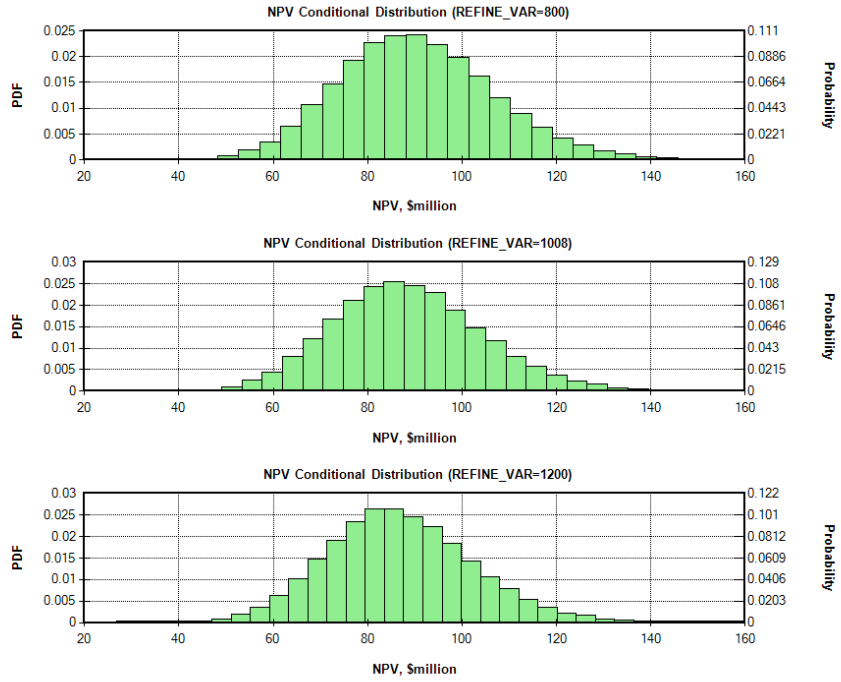 NPV Conditional Distribution (REFINE_VAR=800)
0.025 0.111
0.02 0.0886
0.015 0.0664
0.01 0.0443
0.005 0.0221
0 0
PDF
Probability
20 40 60 80 100 120 140 160
NPV, $million
NPV Conditional Distribution (REFINE_VAR=1008)
0.03 0.129
0.025 0.108
0.02 0.0861
0.015 0.0646
0.01 0.043
0.005 0.0215
0 0
PDF
Probability
20 40 60 80 100 120 140 160
NPV, $million
NPV Conditional Distribution (REFINE_VAR=1200)
0.03 0.122
0.025 0.101
0.02 0.0812
0.015 0.0609
0.01 0.0406
0.005 0.0203
0 0
PDF
Probability
20 40 60 80 100 120 140 160
NPV, $million